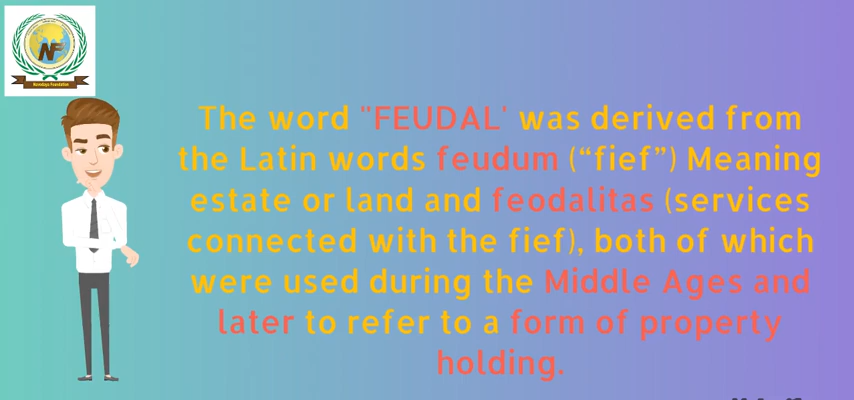 NF
The word "FEUDAL' was derived from
the Latin words feudum (“fief”) Meaning
estate or land and feodalitas (services
connected with the fief), both of which
were used during the Middle Ages and
later to refer to a form of property
holding.